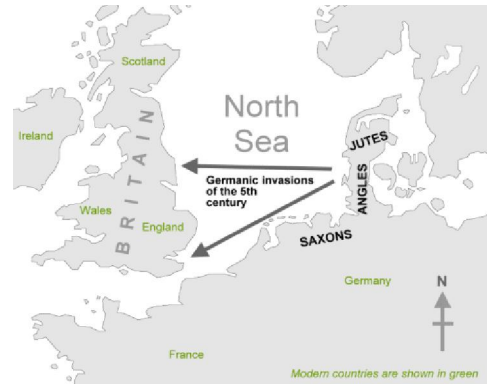 Scotland
North
Sea
Ireland
BRITAIN
JUTES
Germanic invasions
of the 5th
century
ANGLES
Wales
England
SAXONS
Germany
N
France
Modern countries are shown in green